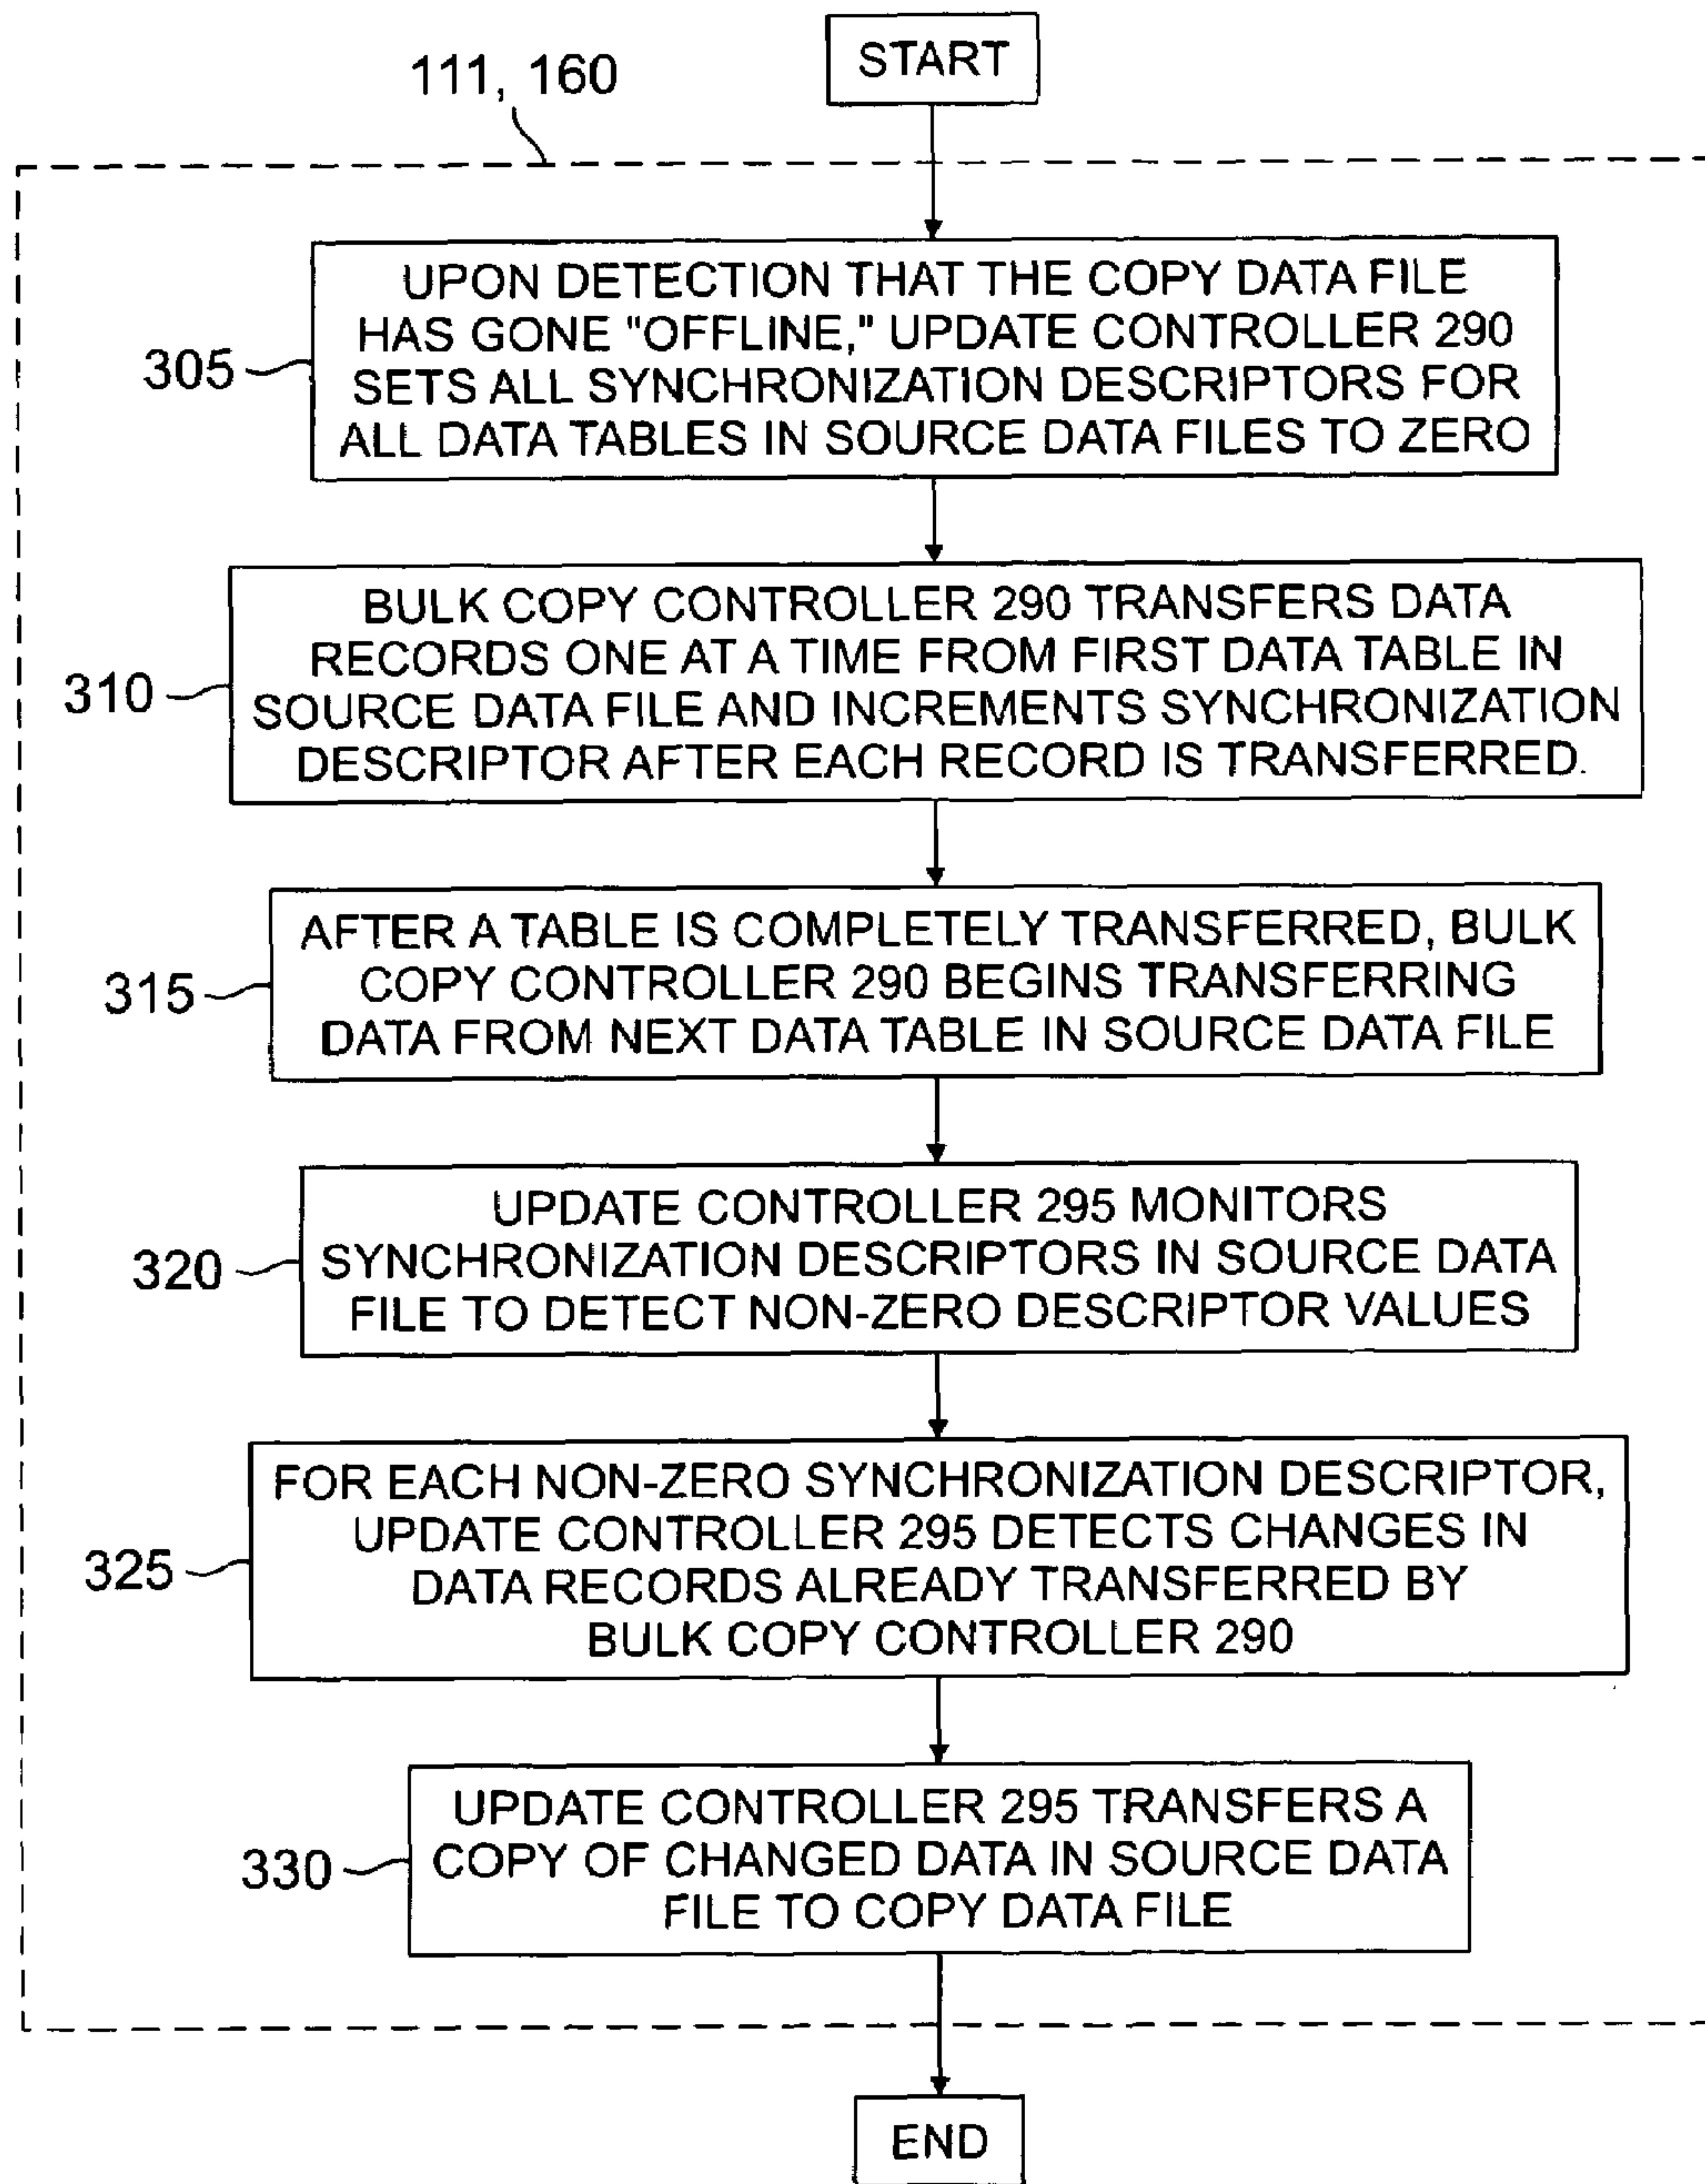 START
111, 160
UPON DETECTION THAT THE COPY DATA FILE
HAS GONE "OFFLINE," UPDATE CONTROLLER 290
SETS ALL SYNCHRONIZATION DESCRIPTORS FOR
ALL DATA TABLES IN SOURCE DATA FILES TO ZERO
305
BULK COPY CONTROLLER 290 TRANSFERS DATA
RECORDS ONE AT A TIME FROM FIRST DATA TABLE IN
SOURCE DATA FILE AND INCREMENTS SYNCHRONIZATION
DESCRIPTOR AFTER EACH RECORD IS TRANSFERRED.
310
AFTER A TABLE IS COMPLETELY TRANSFERRED, BULK
COPY CONTROLLER 290 BEGINS TRANSFERRING
DATA FROM NEXT DATA TABLE IN SOURCE DATA FILE
315
UPDATE CONTROLLER 295 MONITORS
SYNCHRONIZATION DESCRIPTORS IN SOURCE DATA
FILE TO DETECT NON-ZERO DESCRIPTOR VALUES
320
FOR EACH NON-ZERO SYNCHRONIZATION DESCRIPTOR,
UPDATE CONTROLLER 295 DETECTS CHANGES IN
DATA RECORDS ALREADY TRANSFERRED BY
BULK COPY CONTROLLER 290
325
UPDATE CONTROLLER 295 TRANSFERS A
COPY OF CHANGED DATA IN SOURCE DATA
FILE TO COPY DATA FILE
330
END